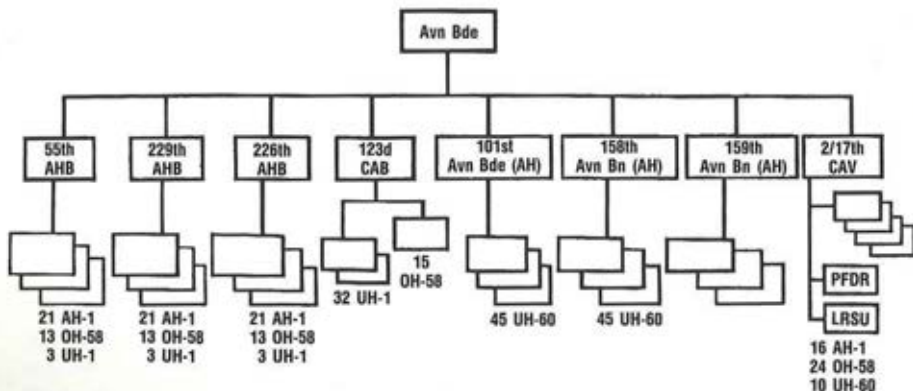 Avn Bde
55th
AHB
229th
AHB
226th
AHB
123d
CAB
101st
Avn Bde (AH)
158th
Avn Bn (AH)
159th
Avn Bn (AH)
2/17th
CAV
21 AH-1
13 OH-58
3 UH-1
21 AH-1
13 OH-58
3 UH-1
21 AH-1
13 OH-58
3 UH-1
32 UH-1
15
OH-58
45 UH-60
45 UH-60
PFDR
LRSU
16 AH-1
24 OH-58
10 UH-60